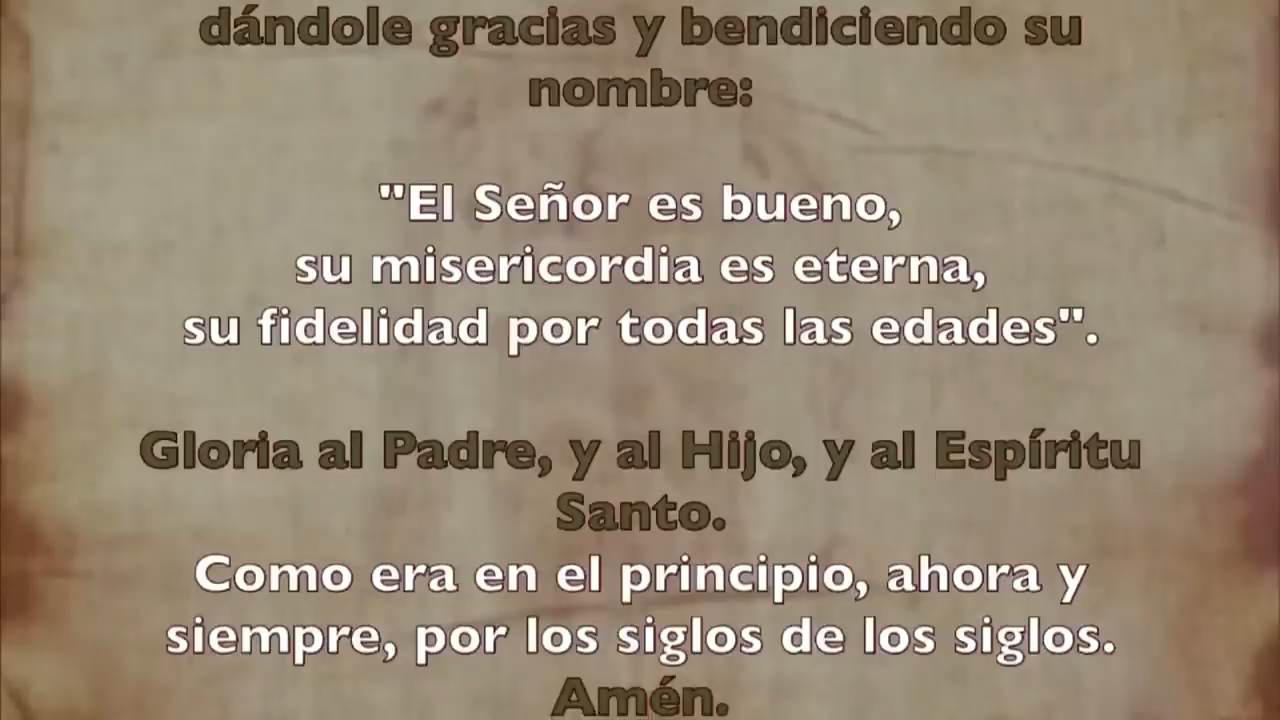 dándole gracias y bendiciendo su
nombre:
"El Señor es bueno,
su misericordia es eterna,
su fidelidad por todas las edades".
Gloria al Padre, y al Hijo, y al Espíritu
Santo.
Como era en el principio, ahora y
siempre, por los siglos de los siglos.
Amén.